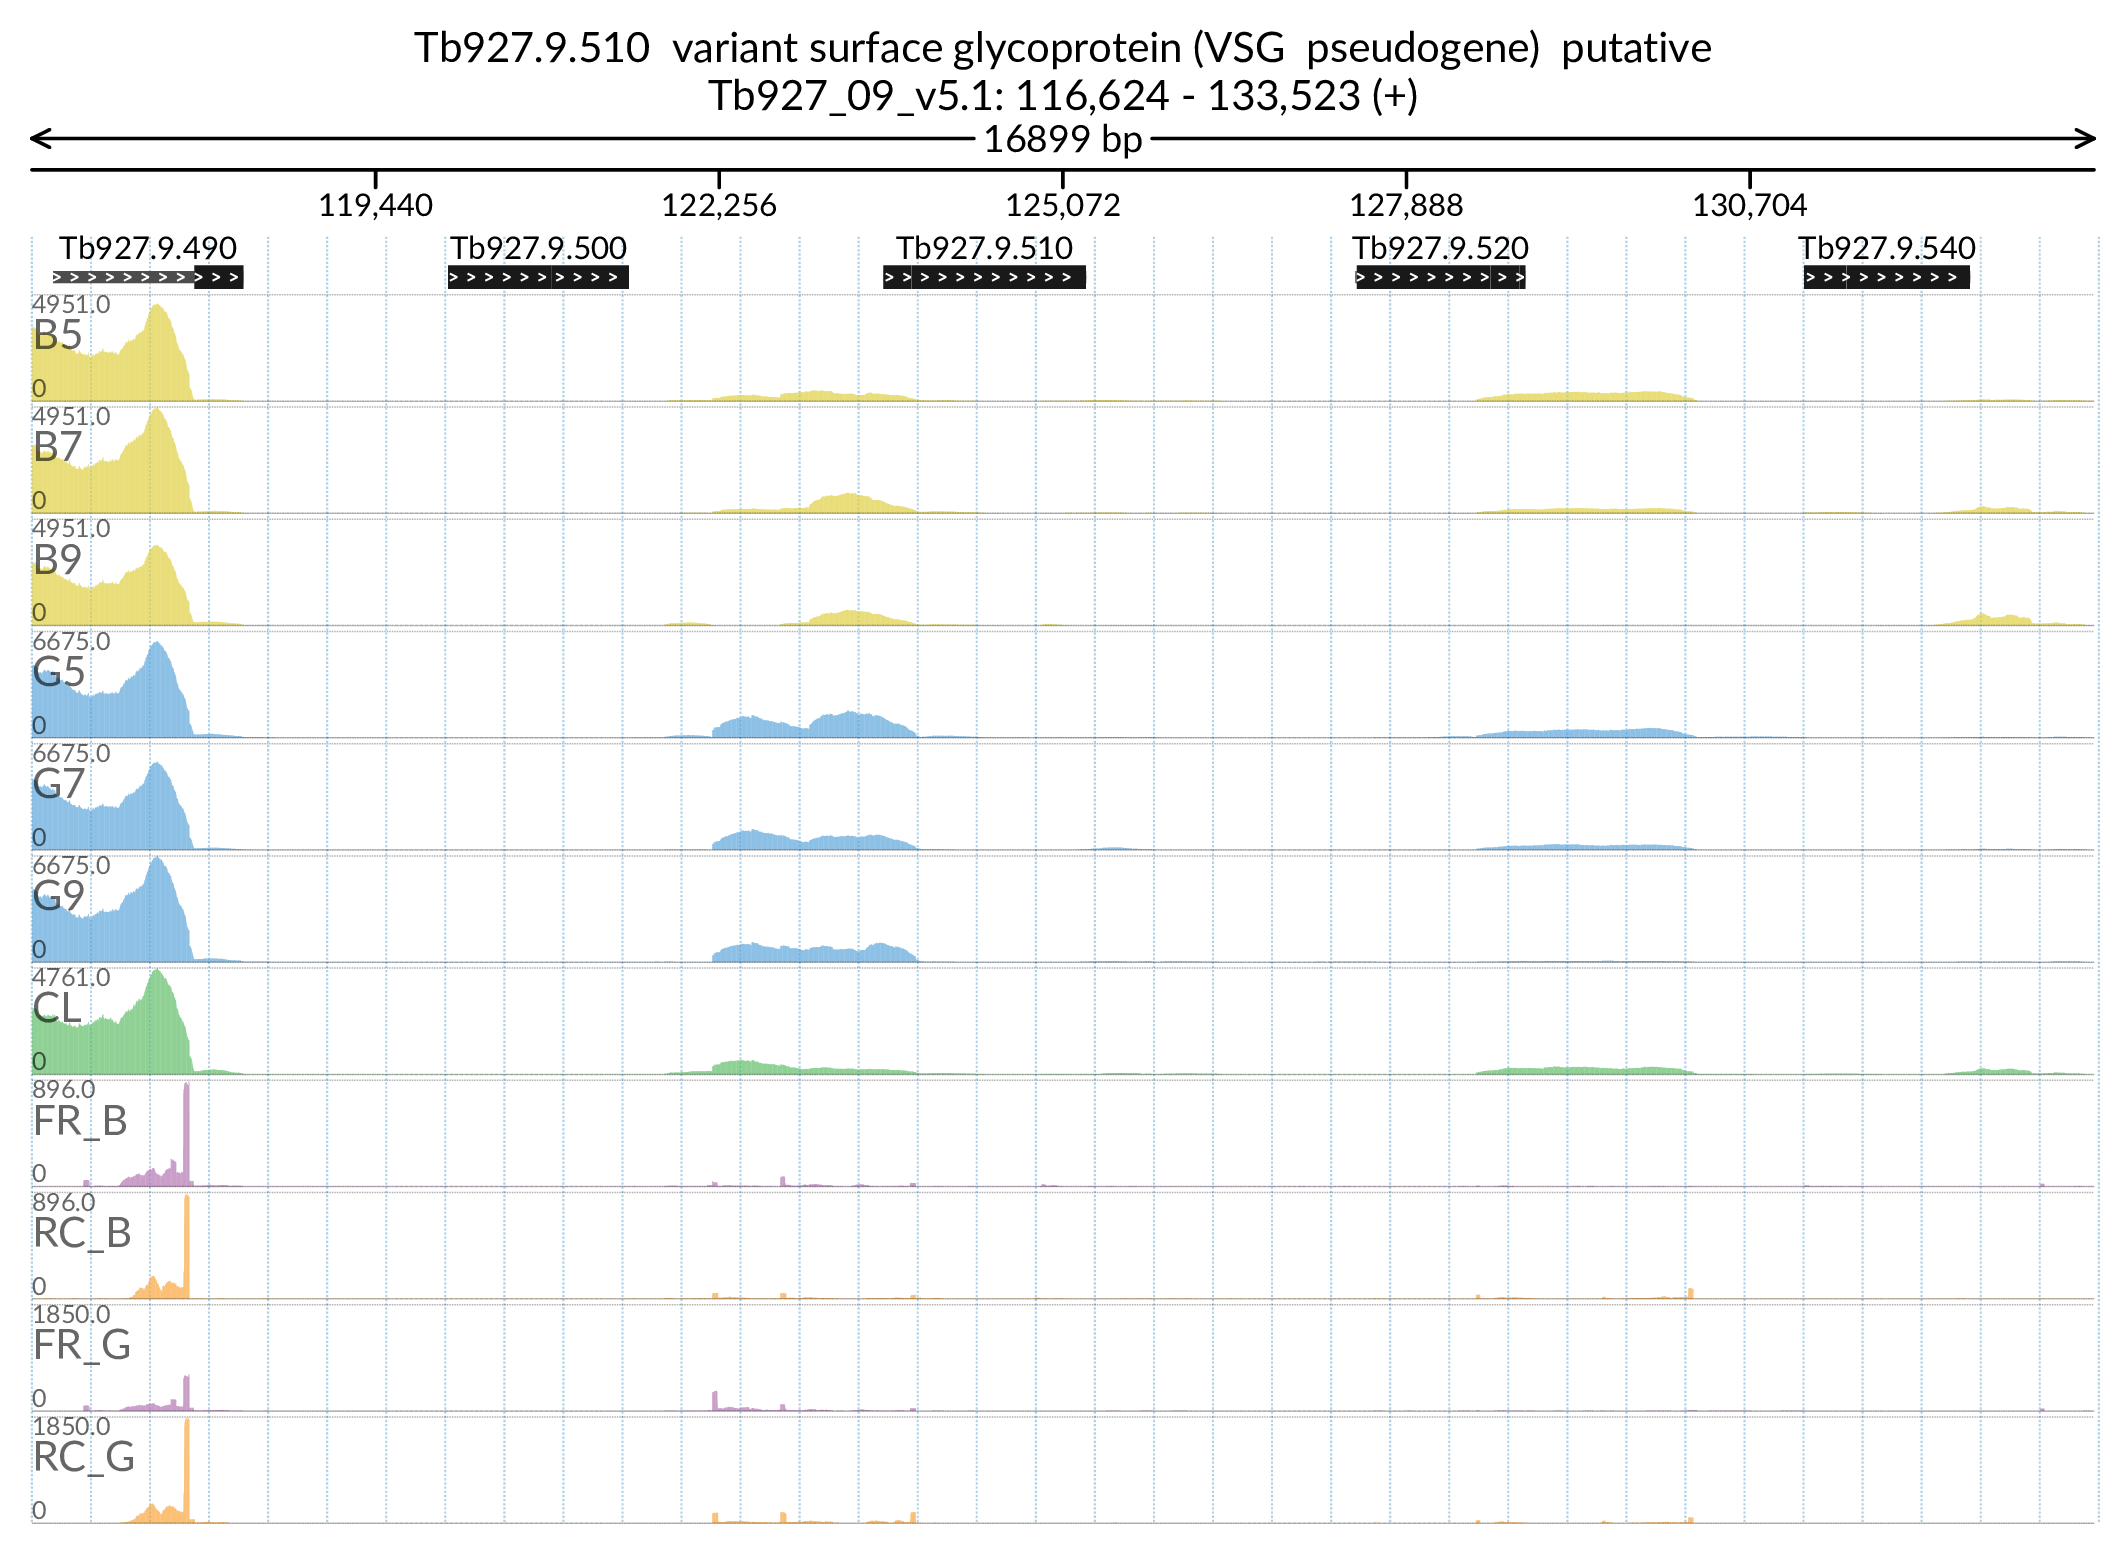 Tb927.9.510 variant surface glycoprotein (VSG pseudogene) putative
Tb927_09_v5.1: 116,624 - 133,523 (+)
16899 bp
119,440 122,256 125,072 127,888 130,704
Tb927.9.490 Tb927.9.500 Tb927.9.510 Tb927.9.520 Tb927.9.540
4951.0
B5
0
4951.0
B7
0
4951.0
B9
0
6675.0
G5
0
6675.0
G7
0
6675.0
G9
0
4761.0
CL
0
896.0
FR_B
0
896.0
RC_B
0
1850.0
FR_G
0
1850.0
RC_G
0